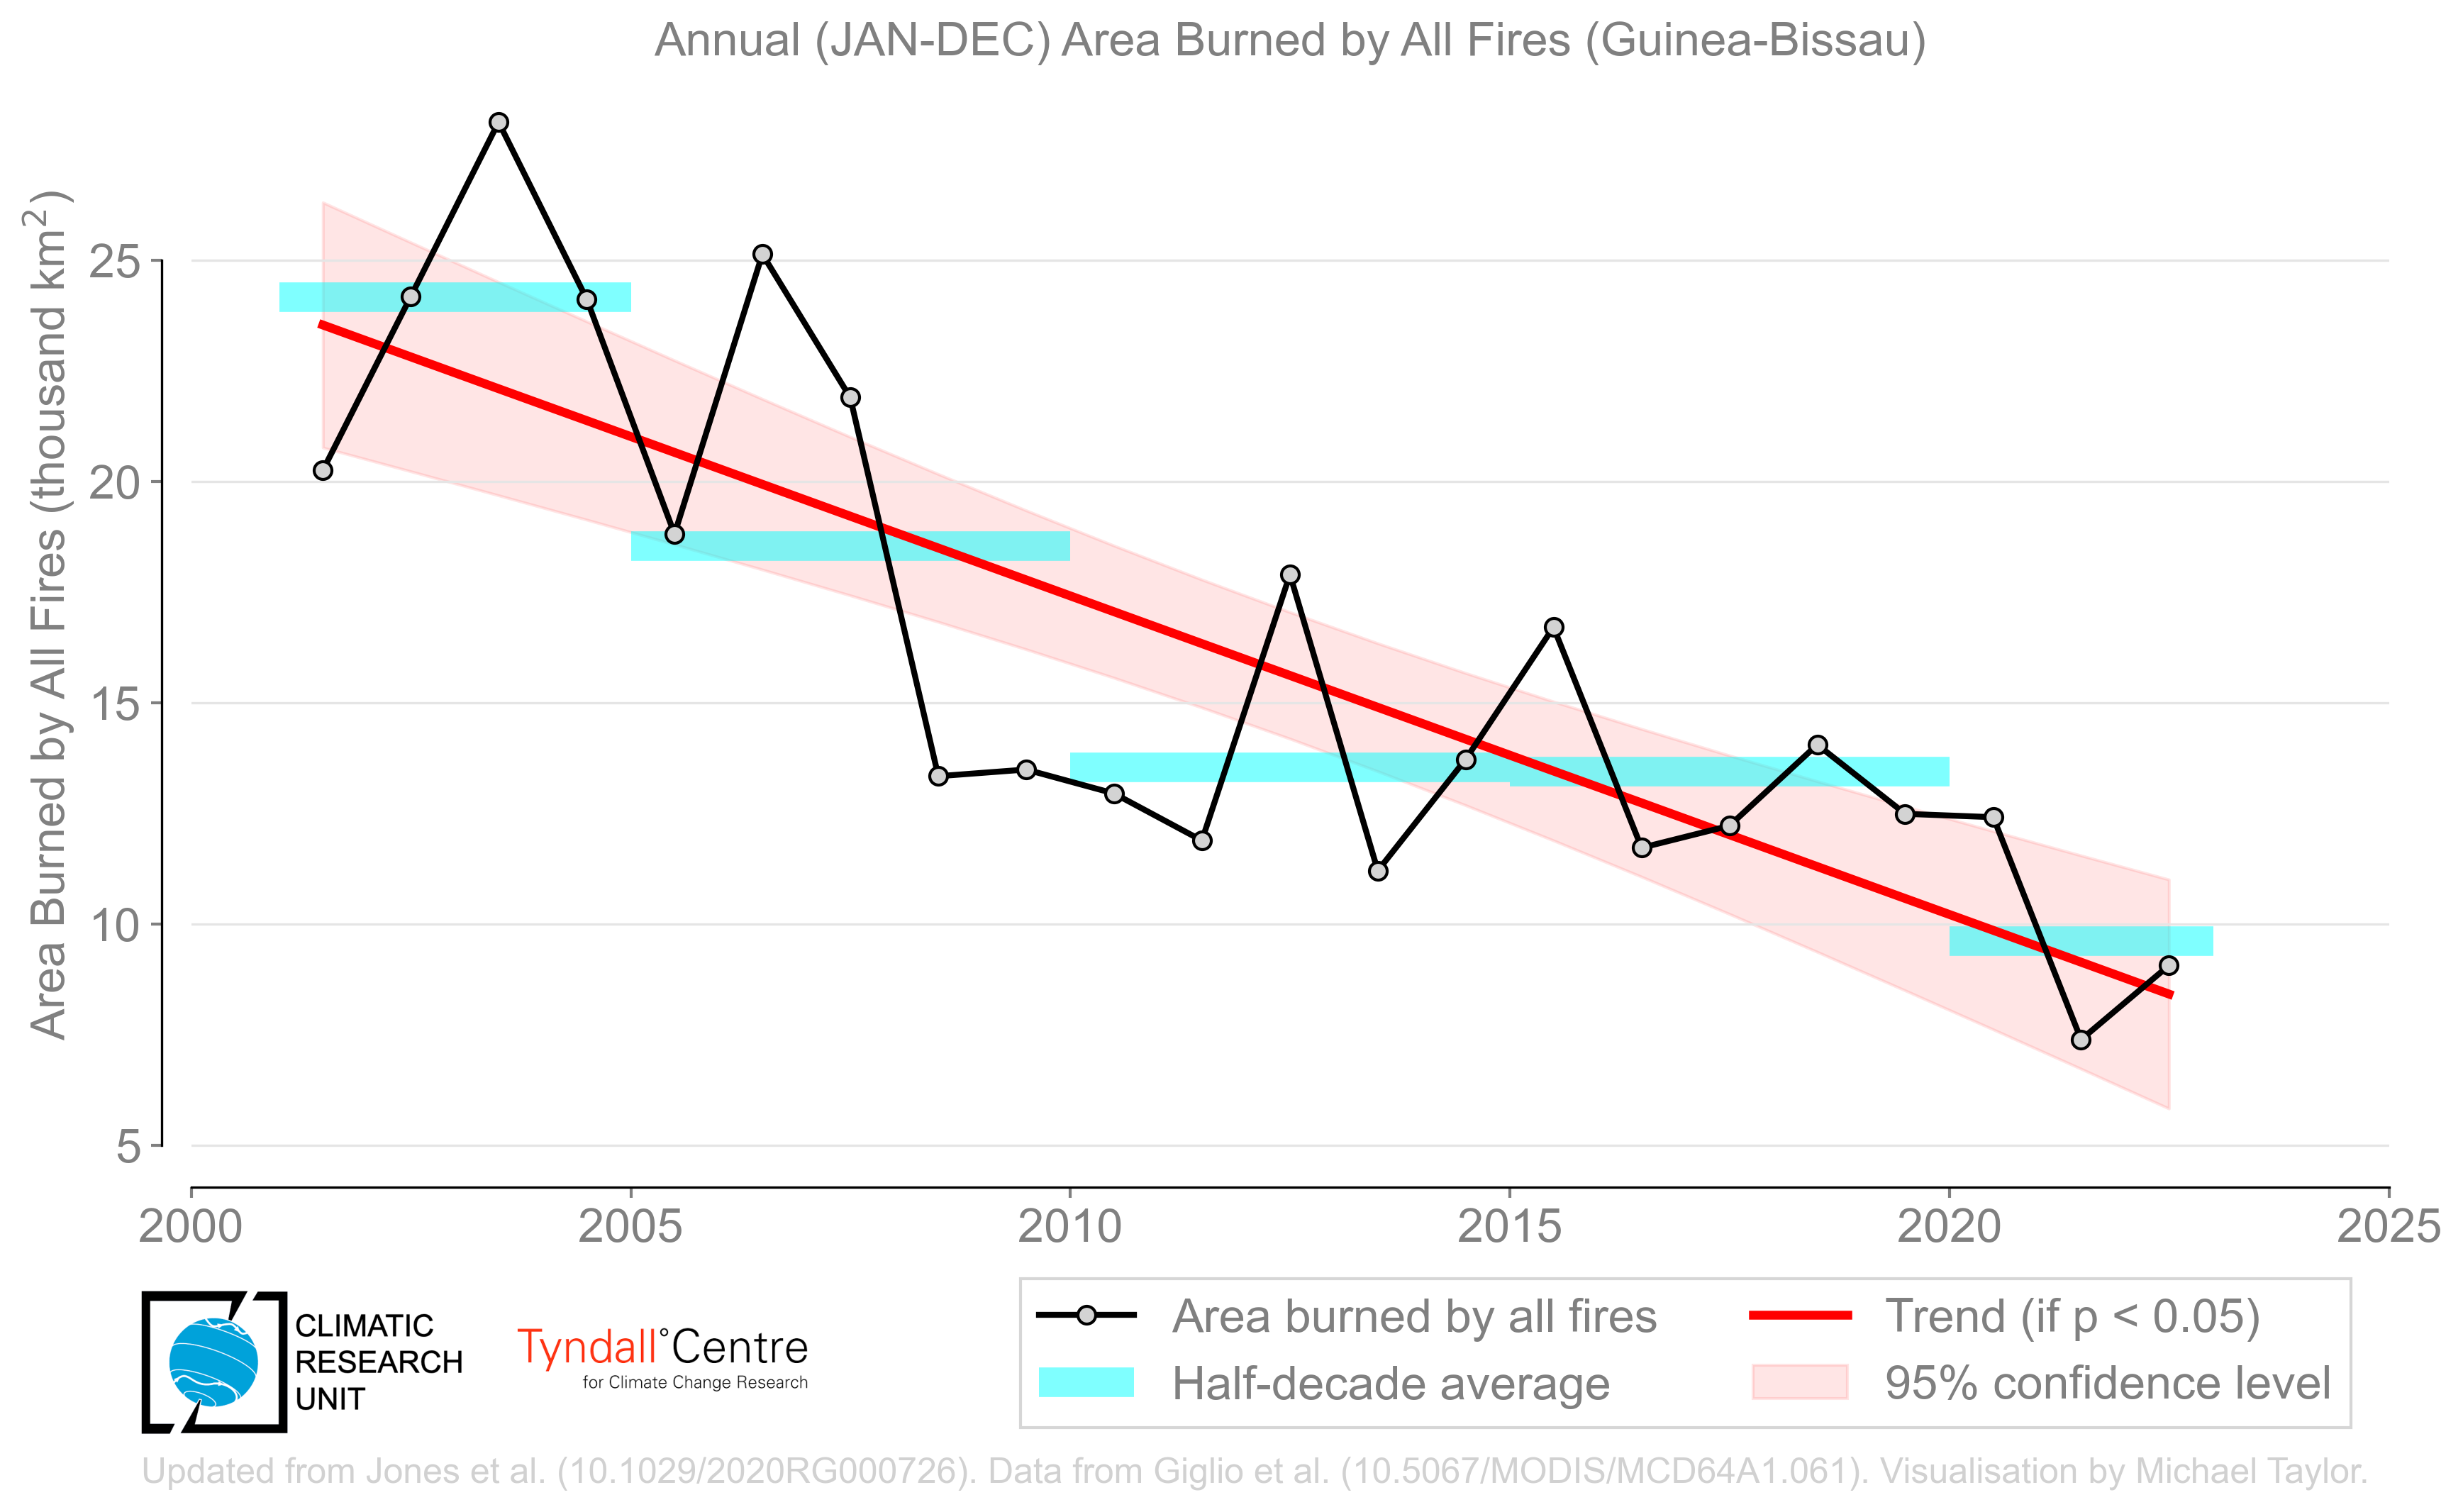 Annual (JAN-DEC) Area Burned by All Fires (Guinea-Bissau)
Area Burned by All Fires (thousand km²)
25
20
15
10
5
2000 2005 2010 2015 2020 2025
CLIMATIC
RESEARCH
UNIT
Tyndall°Centre
for Climate Change Research
Area burned by all fires
Half-decade average
Trend (if p < 0.05)
95% confidence level
Updated from Jones et al. (10.1029/2020RG000726). Data from Giglio et al. (10.5067/MODIS/MCD64A1.061). Visualisation by Michael Taylor.